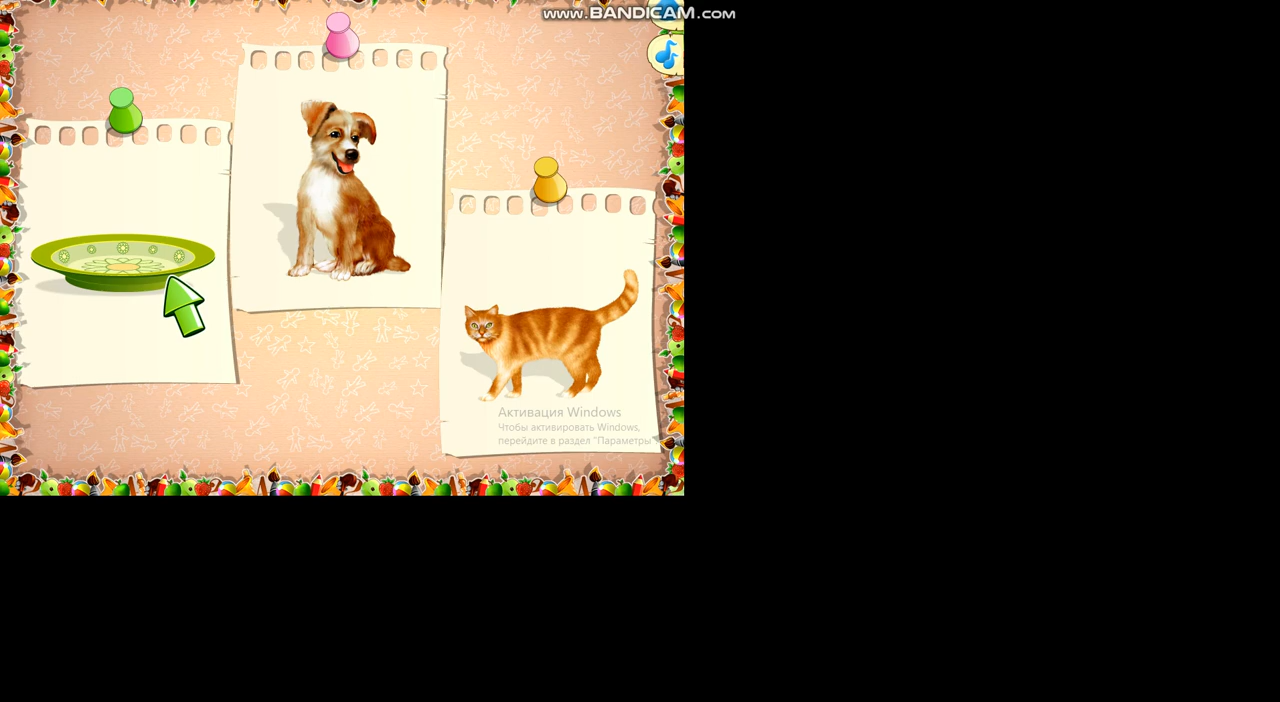 www.BANDICAM.com
Активация Windows
Чтобы активировать Windows,
перейдите в раздел "Параметры